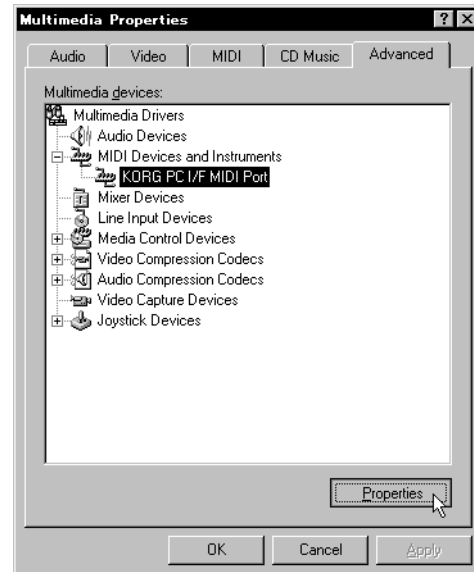 Multimedia Properties
Audio Video MIDI CD Music Advanced
Multimedia devices:
Multimedia Drivers
Audio Devices
MIDI Devices and Instruments
KORG PC I/F MIDI Port
Mixer Devices
Line Input Devices
Media Control Devices
Video Compression Codecs
Audio Compression Codecs
Video Capture Devices
Joystick Devices
Properties
OK Cancel Apply